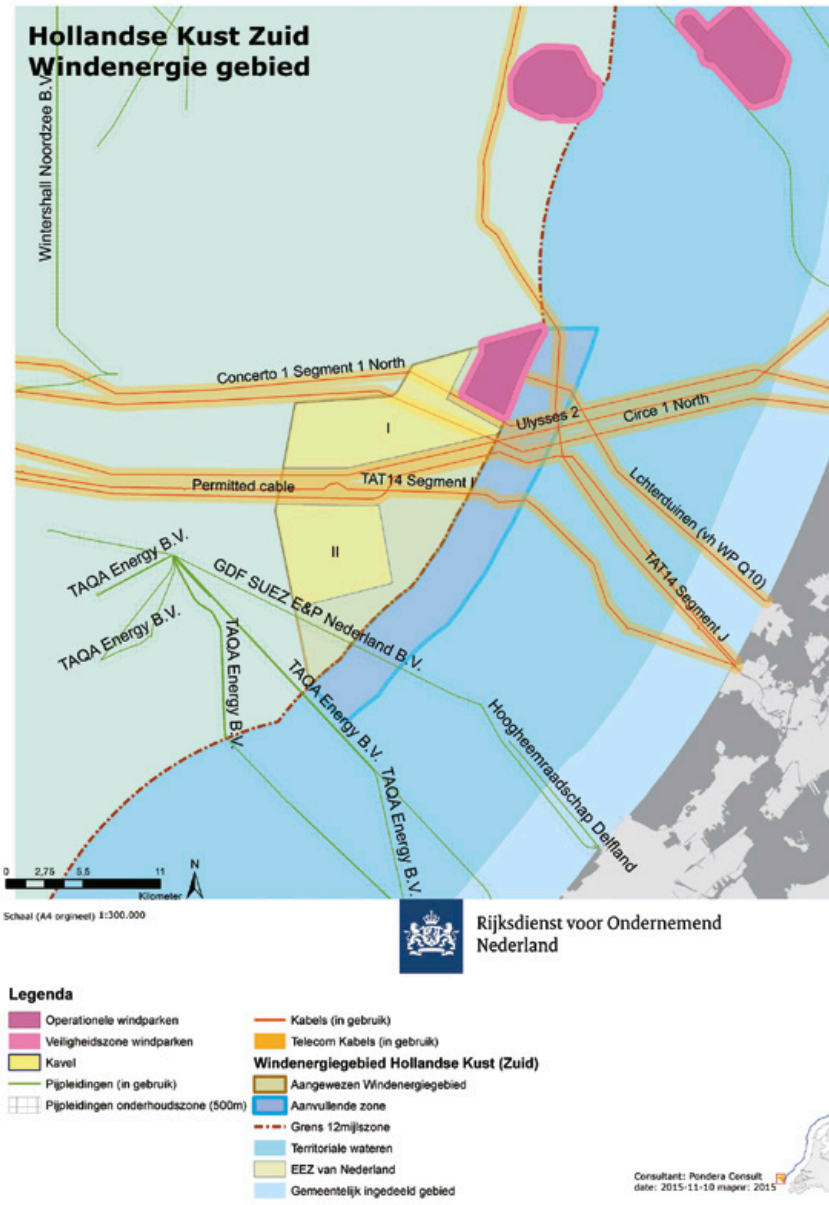 Hollandse Kust Zuid
Windenergie gebied
Wintershall Noordzee B.V.
Concerto 1 Segment 1 North
Ulysses 2
Circe 1 North
I
Permitted cable
TAT14 Segment I
Lchterduinen (vh WP Q10)
II
TAT14 Segment J
TAQA Energy B.V.
GDF SUEZ E&P Nederland B.V.
TAQA Energy B.V.
TAQA Energy B.V.
TAQA Energy B.V.
TAQA Energy B.V.
Hoogheemraadschap Delfland
0 2,75 5,5 11
Kilometer
N
Schaal (A4 orgineel) 1:300.000
Rijksdienst voor Ondernemend
Nederland
Legenda
Operationele windparken
Veiligheidszone windparken
Kavel
Pijpleidingen (in gebruik)
Pijpleidingen onderhoudszone (500m)
Kabels (in gebruik)
Telecom Kabels (in gebruik)
Windenergiegebied Hollandse Kust (Zuid)
Aangewezen Windenergiegebied
Aanvullende zone
Grens 12mijlszone
Territoriale wateren
EEZ van Nederland
Gemeentelijk ingedeeld gebied
Consultant: Pondera Consult
date: 2015-11-10 mapnr: 2015